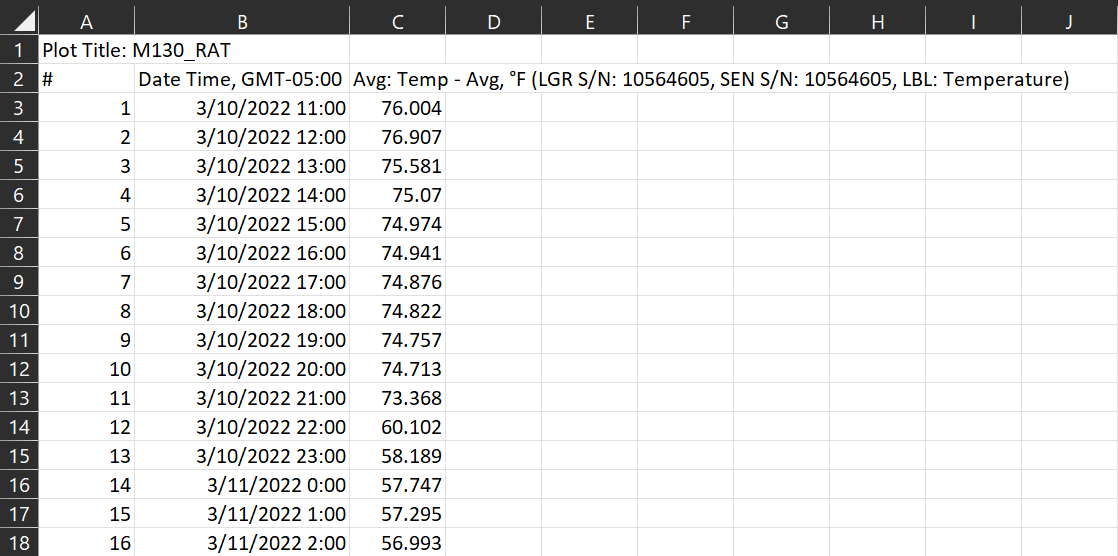 A B C D E F G H I J
1 Plot Title: M130_RAT
2 # Date Time, GMT-05:00 Avg: Temp - Avg, °F (LGR S/N: 10564605, SEN S/N: 10564605, LBL: Temperature)
3 1 3/10/2022 11:00 76.004
4 2 3/10/2022 12:00 76.907
5 3 3/10/2022 13:00 75.581
6 4 3/10/2022 14:00 75.07
7 5 3/10/2022 15:00 74.974
8 6 3/10/2022 16:00 74.941
9 7 3/10/2022 17:00 74.876
10 8 3/10/2022 18:00 74.822
11 9 3/10/2022 19:00 74.757
12 10 3/10/2022 20:00 74.713
13 11 3/10/2022 21:00 73.368
14 12 3/10/2022 22:00 60.102
15 13 3/10/2022 23:00 58.189
16 14 3/11/2022 0:00 57.747
17 15 3/11/2022 1:00 57.295
18 16 3/11/2022 2:00 56.993